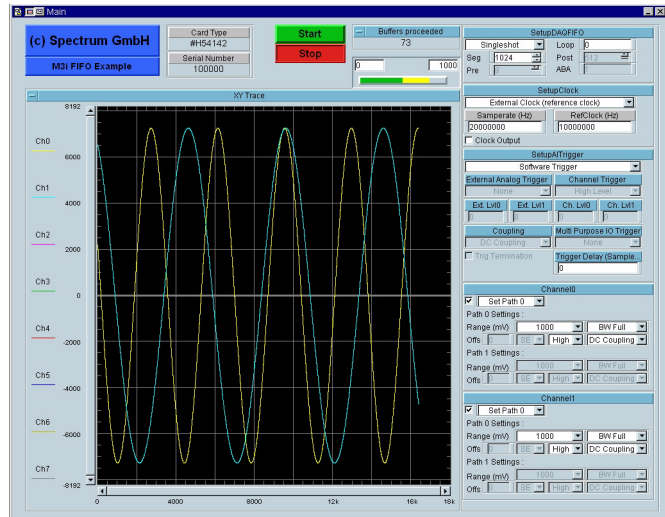 Main
(c) Spectrum GmbH
M3i FIFO Example
Card Type
#H54142
Serial Number
100000
Start
Stop
Buffers proceeded
73
0 1000
XY Trace
8192
6000
4000
2000
0
-2000
-4000
-6000
-8192
0 4000 8000 12k 16k 18k
Ch0
Ch1
Ch2
Ch3
Ch4
Ch5
Ch6
Ch7
SetupDAQFIFO
Singleshot Loop 0
Seg 1024 Post 512
Pre 8 ABA
SetupClock
External Clock (reference clock)
Samperate (Hz) RefClock (Hz)
20000000 10000000
Clock Output
SetupAITrigger
Software Trigger
External Analog Trigger Channel Trigger
None High Level
Ext. Lvl0 Ext. Lvl1 Ch. Lvl0 Ch. Lvl1
0 0 0 0
Coupling Multi Purpose IO Trigger
DC Coupling None
Trig Termination Trigger Delay (Sample...
0
Channel0
Set Path 0
Path 0 Settings :
Range (mV) 1000 BW Full
Offs 0 SE High DC Coupling
Path 1 Settings :
Range (mV) 1000 BW Full
Offs 0 SE High DC Coupling
Channel1
Set Path 0
Path 0 Settings :
Range (mV) 1000 BW Full
Offs 0 SE High DC Coupling
Path 1 Settings :
Range (mV) 1000 BW Full
Offs 0 SE High DC Coupling